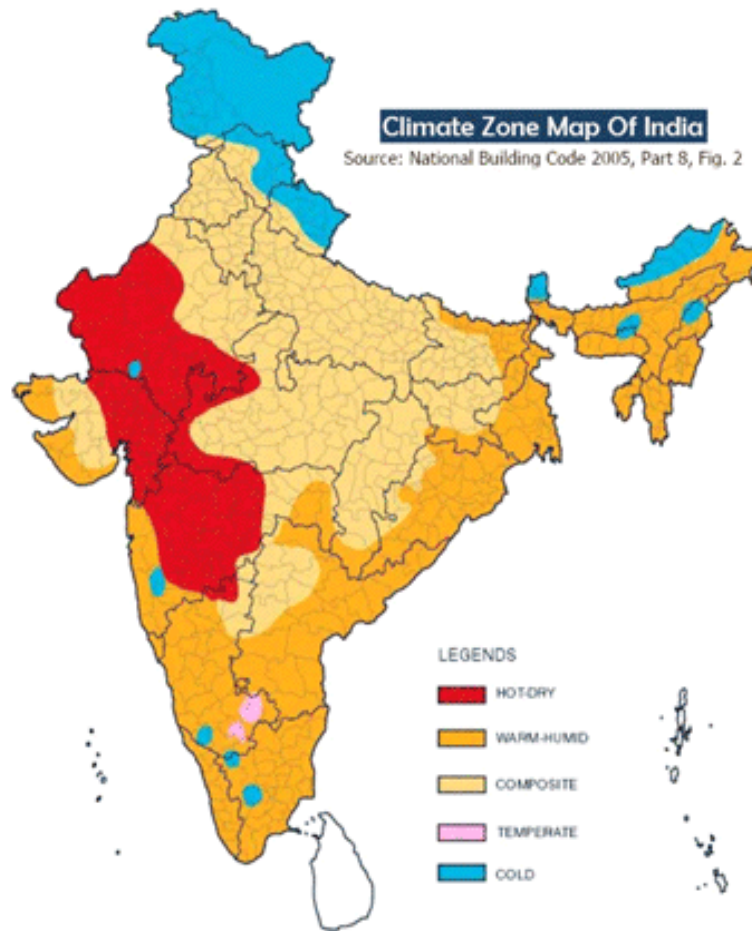 Climate Zone Map Of India
Source: National Building Code 2005, Part 8, Fig. 2
LEGENDS
HOT-DRY
WARM-HUMID
COMPOSITE
TEMPERATE
COLD